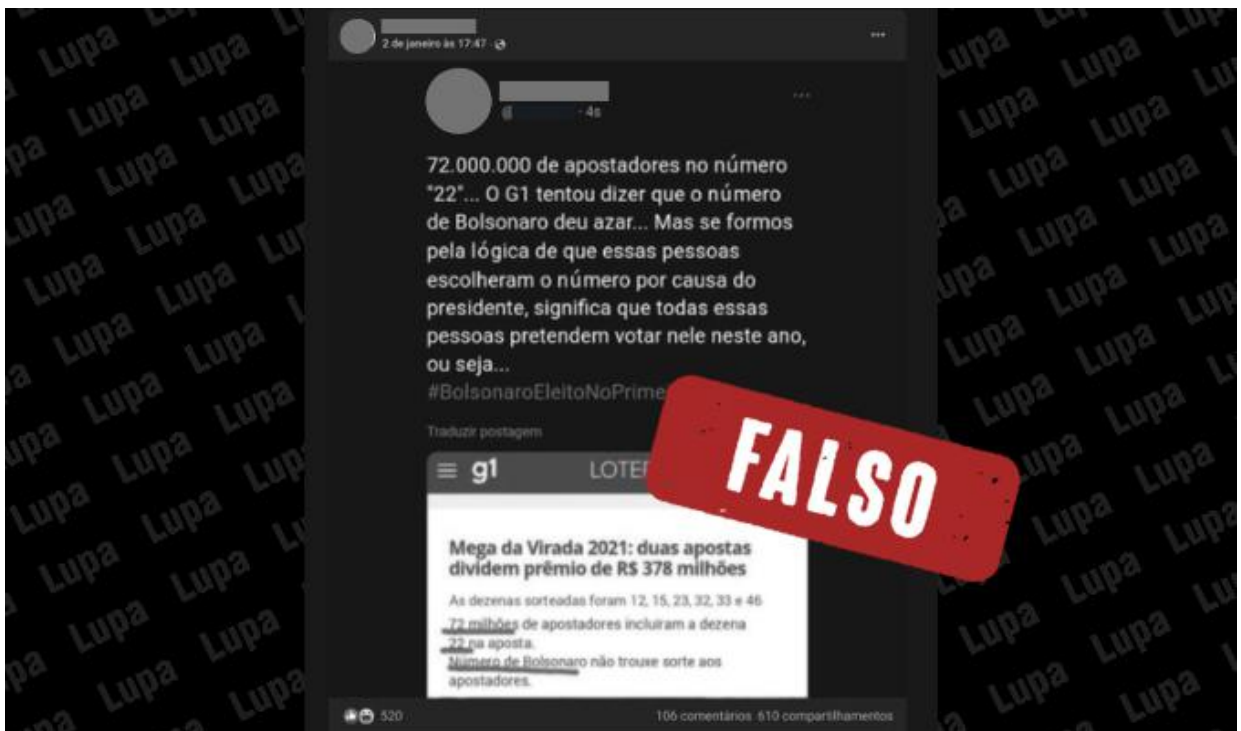 2 de janeiro às 17:47
4s
72.000.000 de apostadores no número
"22"... O G1 tentou dizer que o número
de Bolsonaro deu azar... Mas se formos
pela lógica de que essas pessoas
escolheram o número por causa do
presidente, significa que todas essas
pessoas pretendem votar nele neste ano,
ou seja...
#BolsonaroEleitoNoPrime
Traduzir postagem
g1 LOTE
FALSO
Mega da Virada 2021: duas apostas
dividem prêmio de R$ 378 milhões
As dezenas sorteadas foram 12, 15, 23, 32, 33 e 46
72 milhões de apostadores incluiram a dezena
22 na aposta.
Número de Bolsonaro não trouxe sorte aos
apostadores.
520 106 comentários 610 compartilhamentos
Lupa